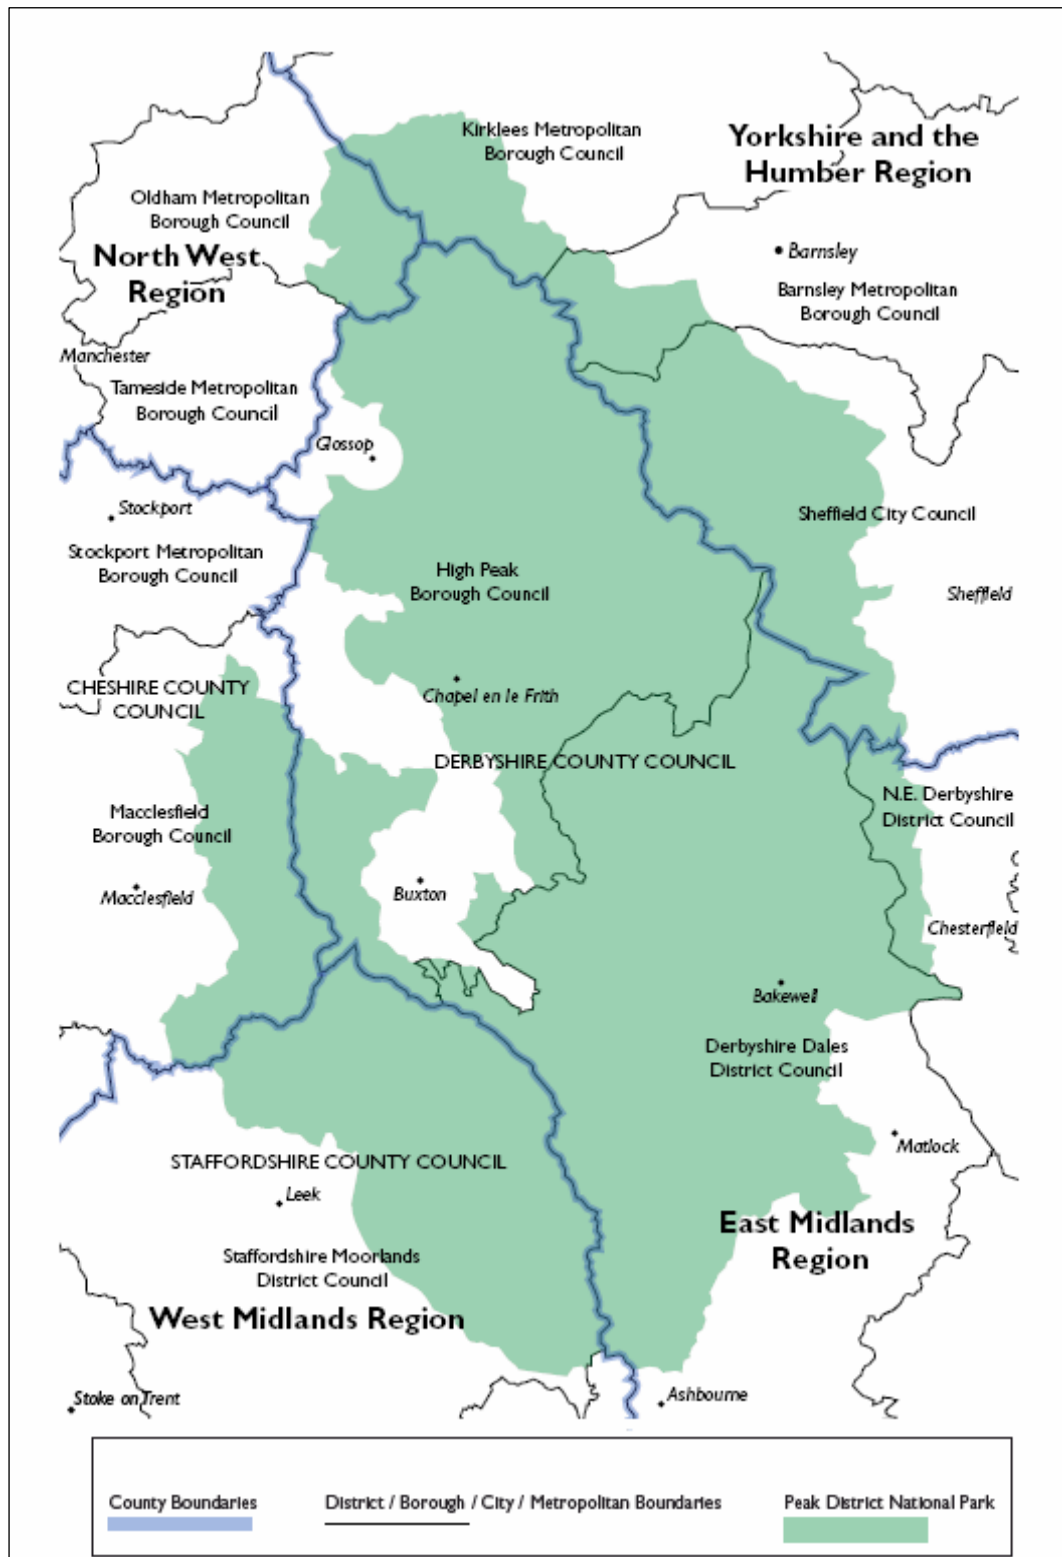 Kirklees Metropolitan
Borough Council
Yorkshire and the
Humber Region
Oldham Metropolitan
Borough Council
North West
Region
Barnsley
Barnsley Metropolitan
Borough Council
Manchester
Tameside Metropolitan
Borough Council
Glossop
Stockport
Sheffield City Council
Stockport Metropolitan
Borough Council
High Peak
Borough Council
Sheffield
CHESHIRE COUNTY
COUNCIL
Chapel en le Frith
DERBYSHIRE COUNTY COUNCIL
N.E. Derbyshire
District Council
Macclesfield
Borough Council
Macclesfield
Buxton
Chesterfield
Bakewell
Derbyshire Dales
District Council
Matlock
STAFFORDSHIRE COUNTY COUNCIL
Leek
East Midlands
Region
Staffordshire Moorlands
District Council
West Midlands Region
Stoke on Trent
Ashbourne
County Boundaries
District / Borough / City / Metropolitan Boundaries
Peak District National Park